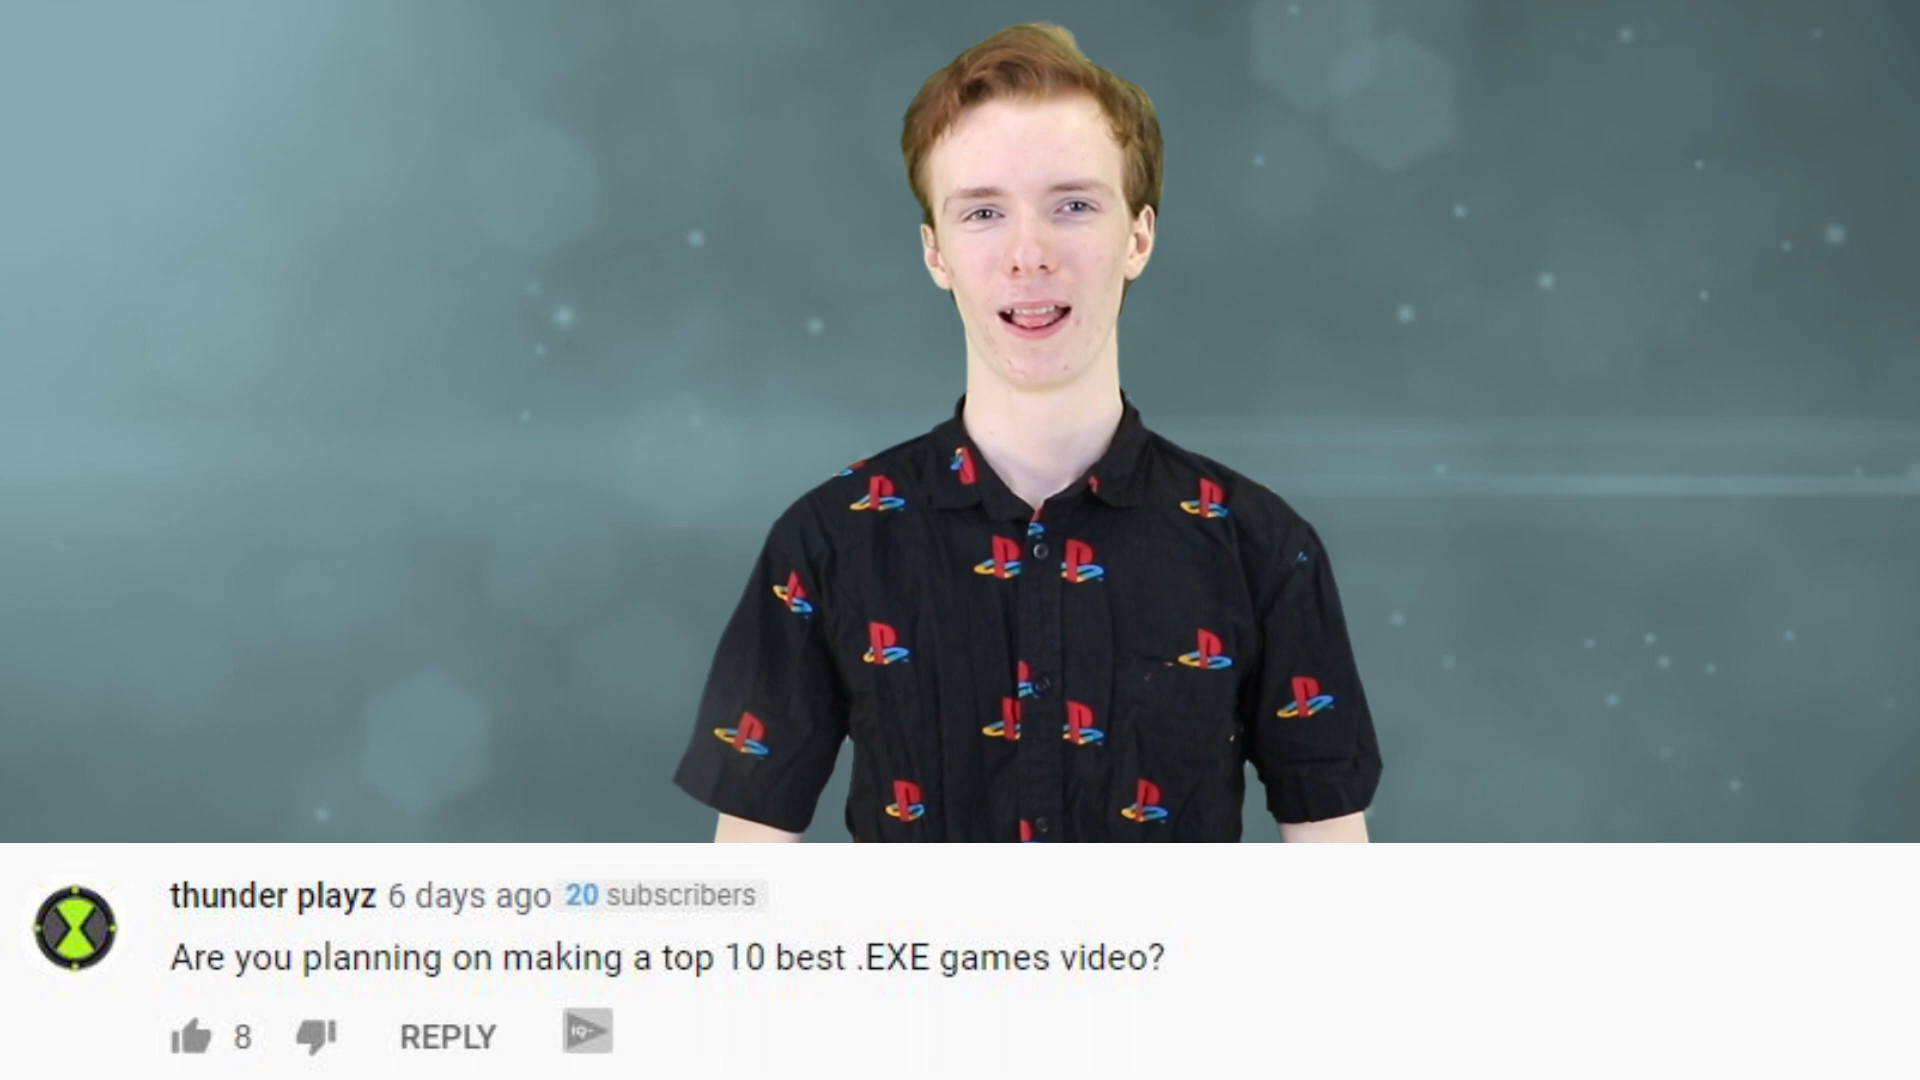 thunder playz 6 days ago 20 subscribers
Are you planning on making a top 10 best .EXE games video?
8 REPLY IQ